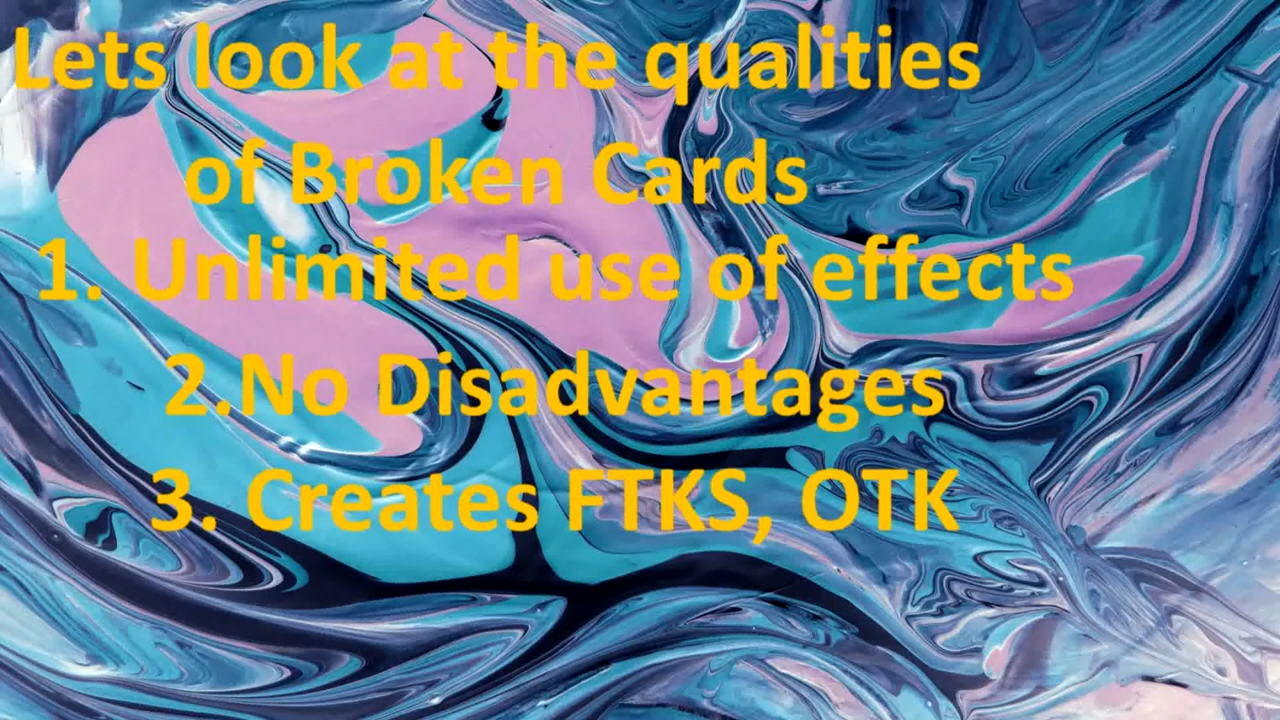 Lets look at the qualities
of Broken Cards
1. Unlimited use of effects
2.No Disadvantages
3. Creates FTKS, OTK